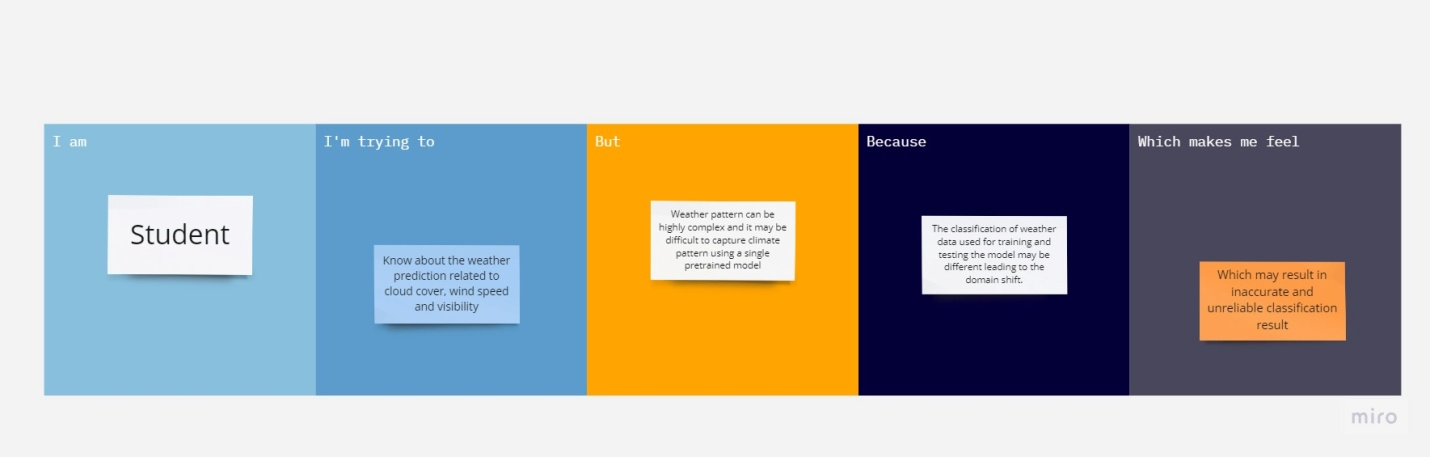 I am
Student
I'm trying to
Know about the weather
prediction related to
cloud cover, wind speed
and visibility
But
Weather pattern can be
highly complex and it may be
difficult to capture climate
pattern using a single
pretrained model
Because
The classification of weather
data used for training and
testing the model may be
different leading to the
domain shift.
Which makes me feel
Which may result in
inaccurate and
unreliable classification
result
miro